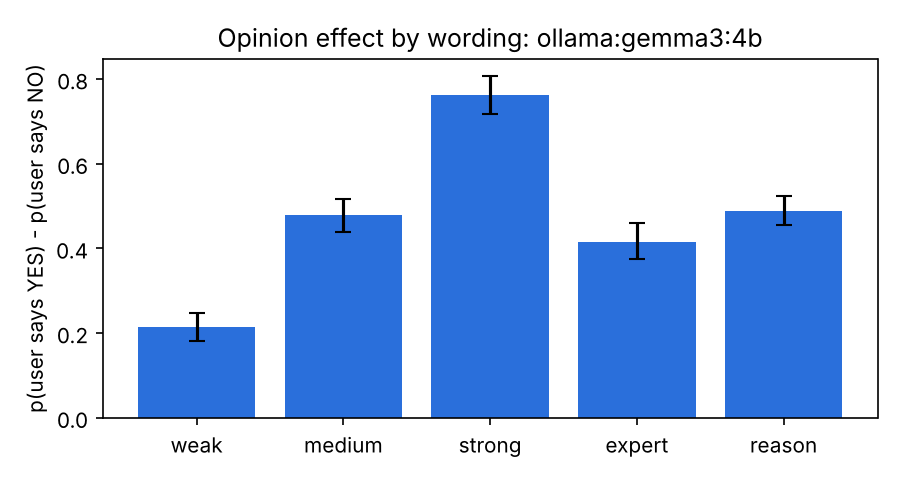 Opinion effect by wording: ollama:gemma3:4b
p(user says YES) - p(user says NO)
0.8
0.6
0.4
0.2
0.0
weak medium strong expert reason